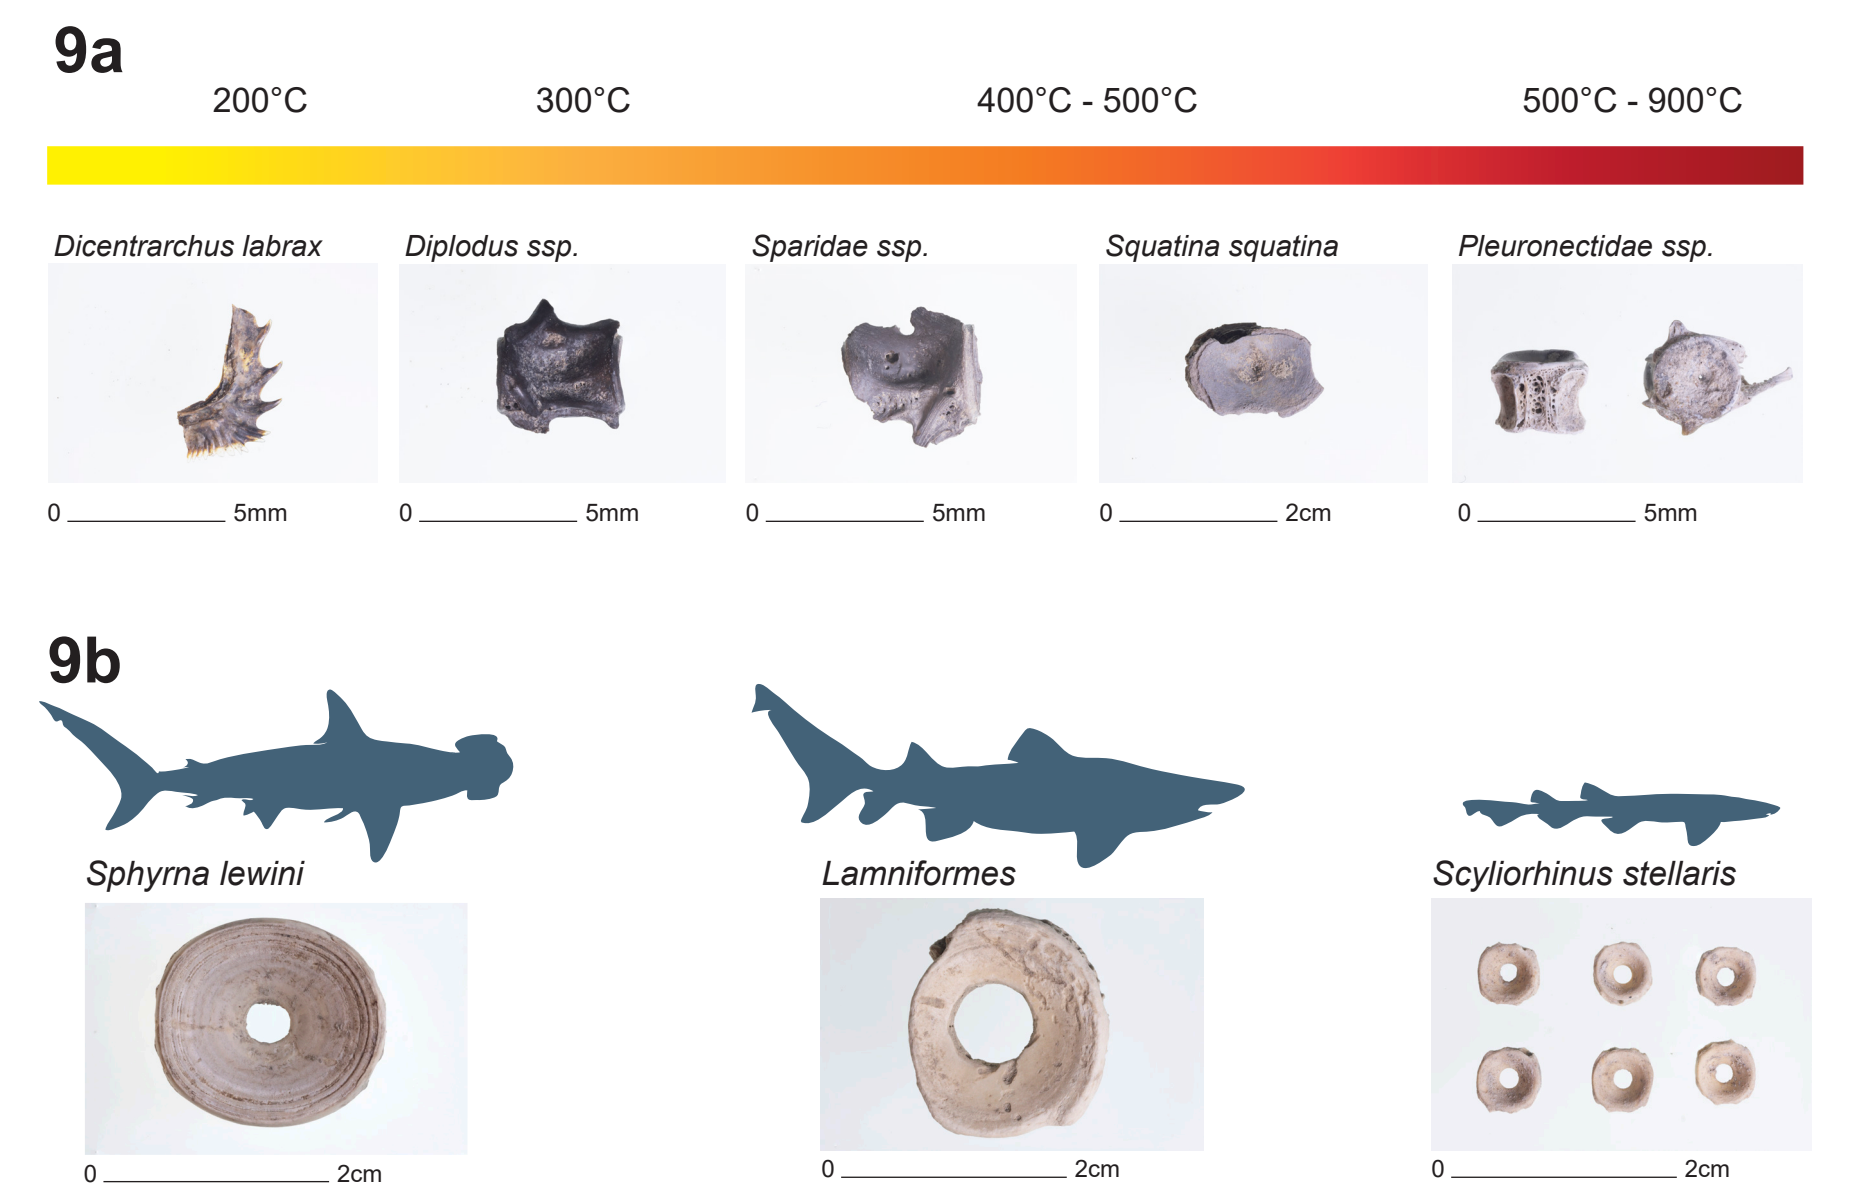 9a
200°C 300°C 400°C - 500°C 500°C - 900°C
Dicentrarchus labrax Diplodus ssp. Sparidae ssp. Squatina squatina Pleuronectidae ssp.
0 5mm 0 5mm 0 5mm 0 2cm 0 5mm
9b
Sphyrna lewini Lamniformes Scyliorhinus stellaris
0 2cm 0 2cm 0 2cm